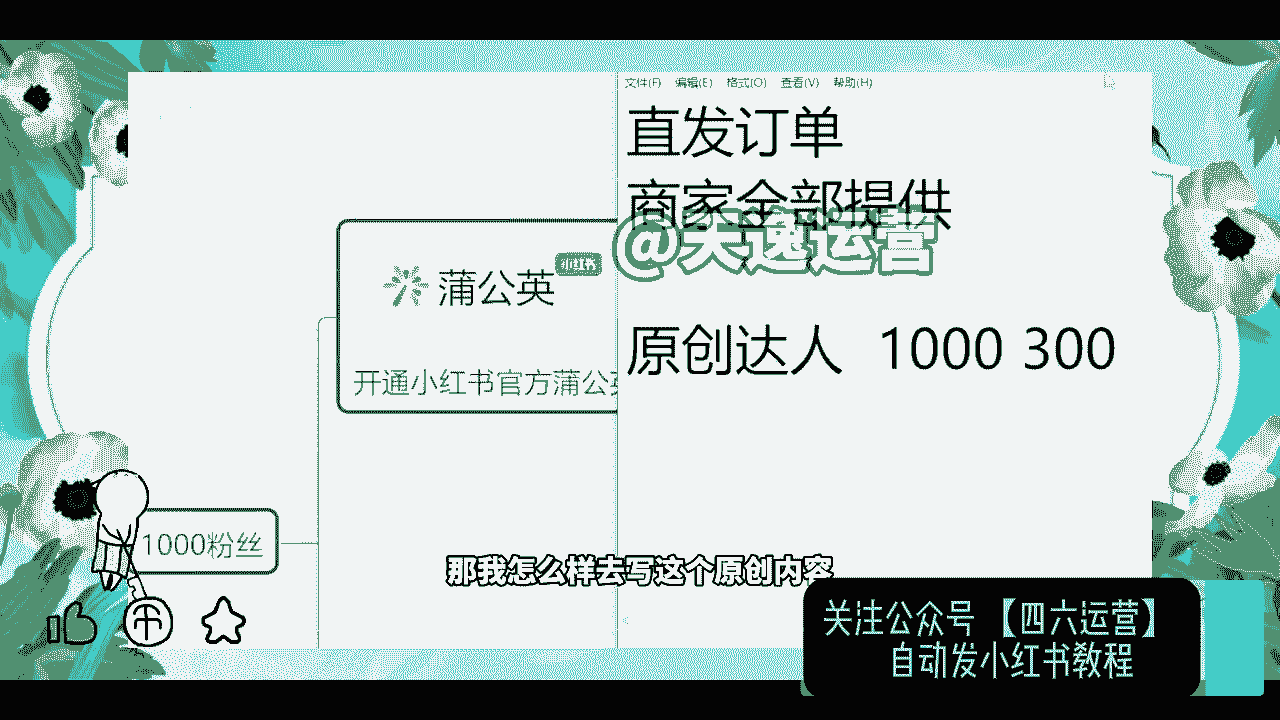 文件(F) 编辑(E) 格式(O) 查看(V) 帮助(H)
直发订单
商家全部提供
@天逸运营
小红书
蒲公英
原创达人 1000 300
开通小红书官方蒲公英
1000粉丝
那我怎么样去写这个原创内容
关注公众号【四六运营】
自动发小红书教程